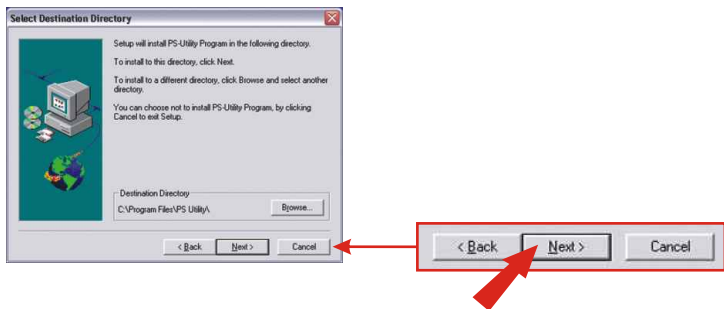 Select Destination Directory
Setup will install PS-Utility Program in the following directory.
To install to this directory, click Next.
To install to a different directory, click Browse and select another
directory.
You can choose not to install PS-Utility Program, by clicking
Cancel to exit Setup.
Destination Directory
C:\Program Files\PS Utility\
Browse...
< Back
Next >
Cancel
< Back
Next >
Cancel